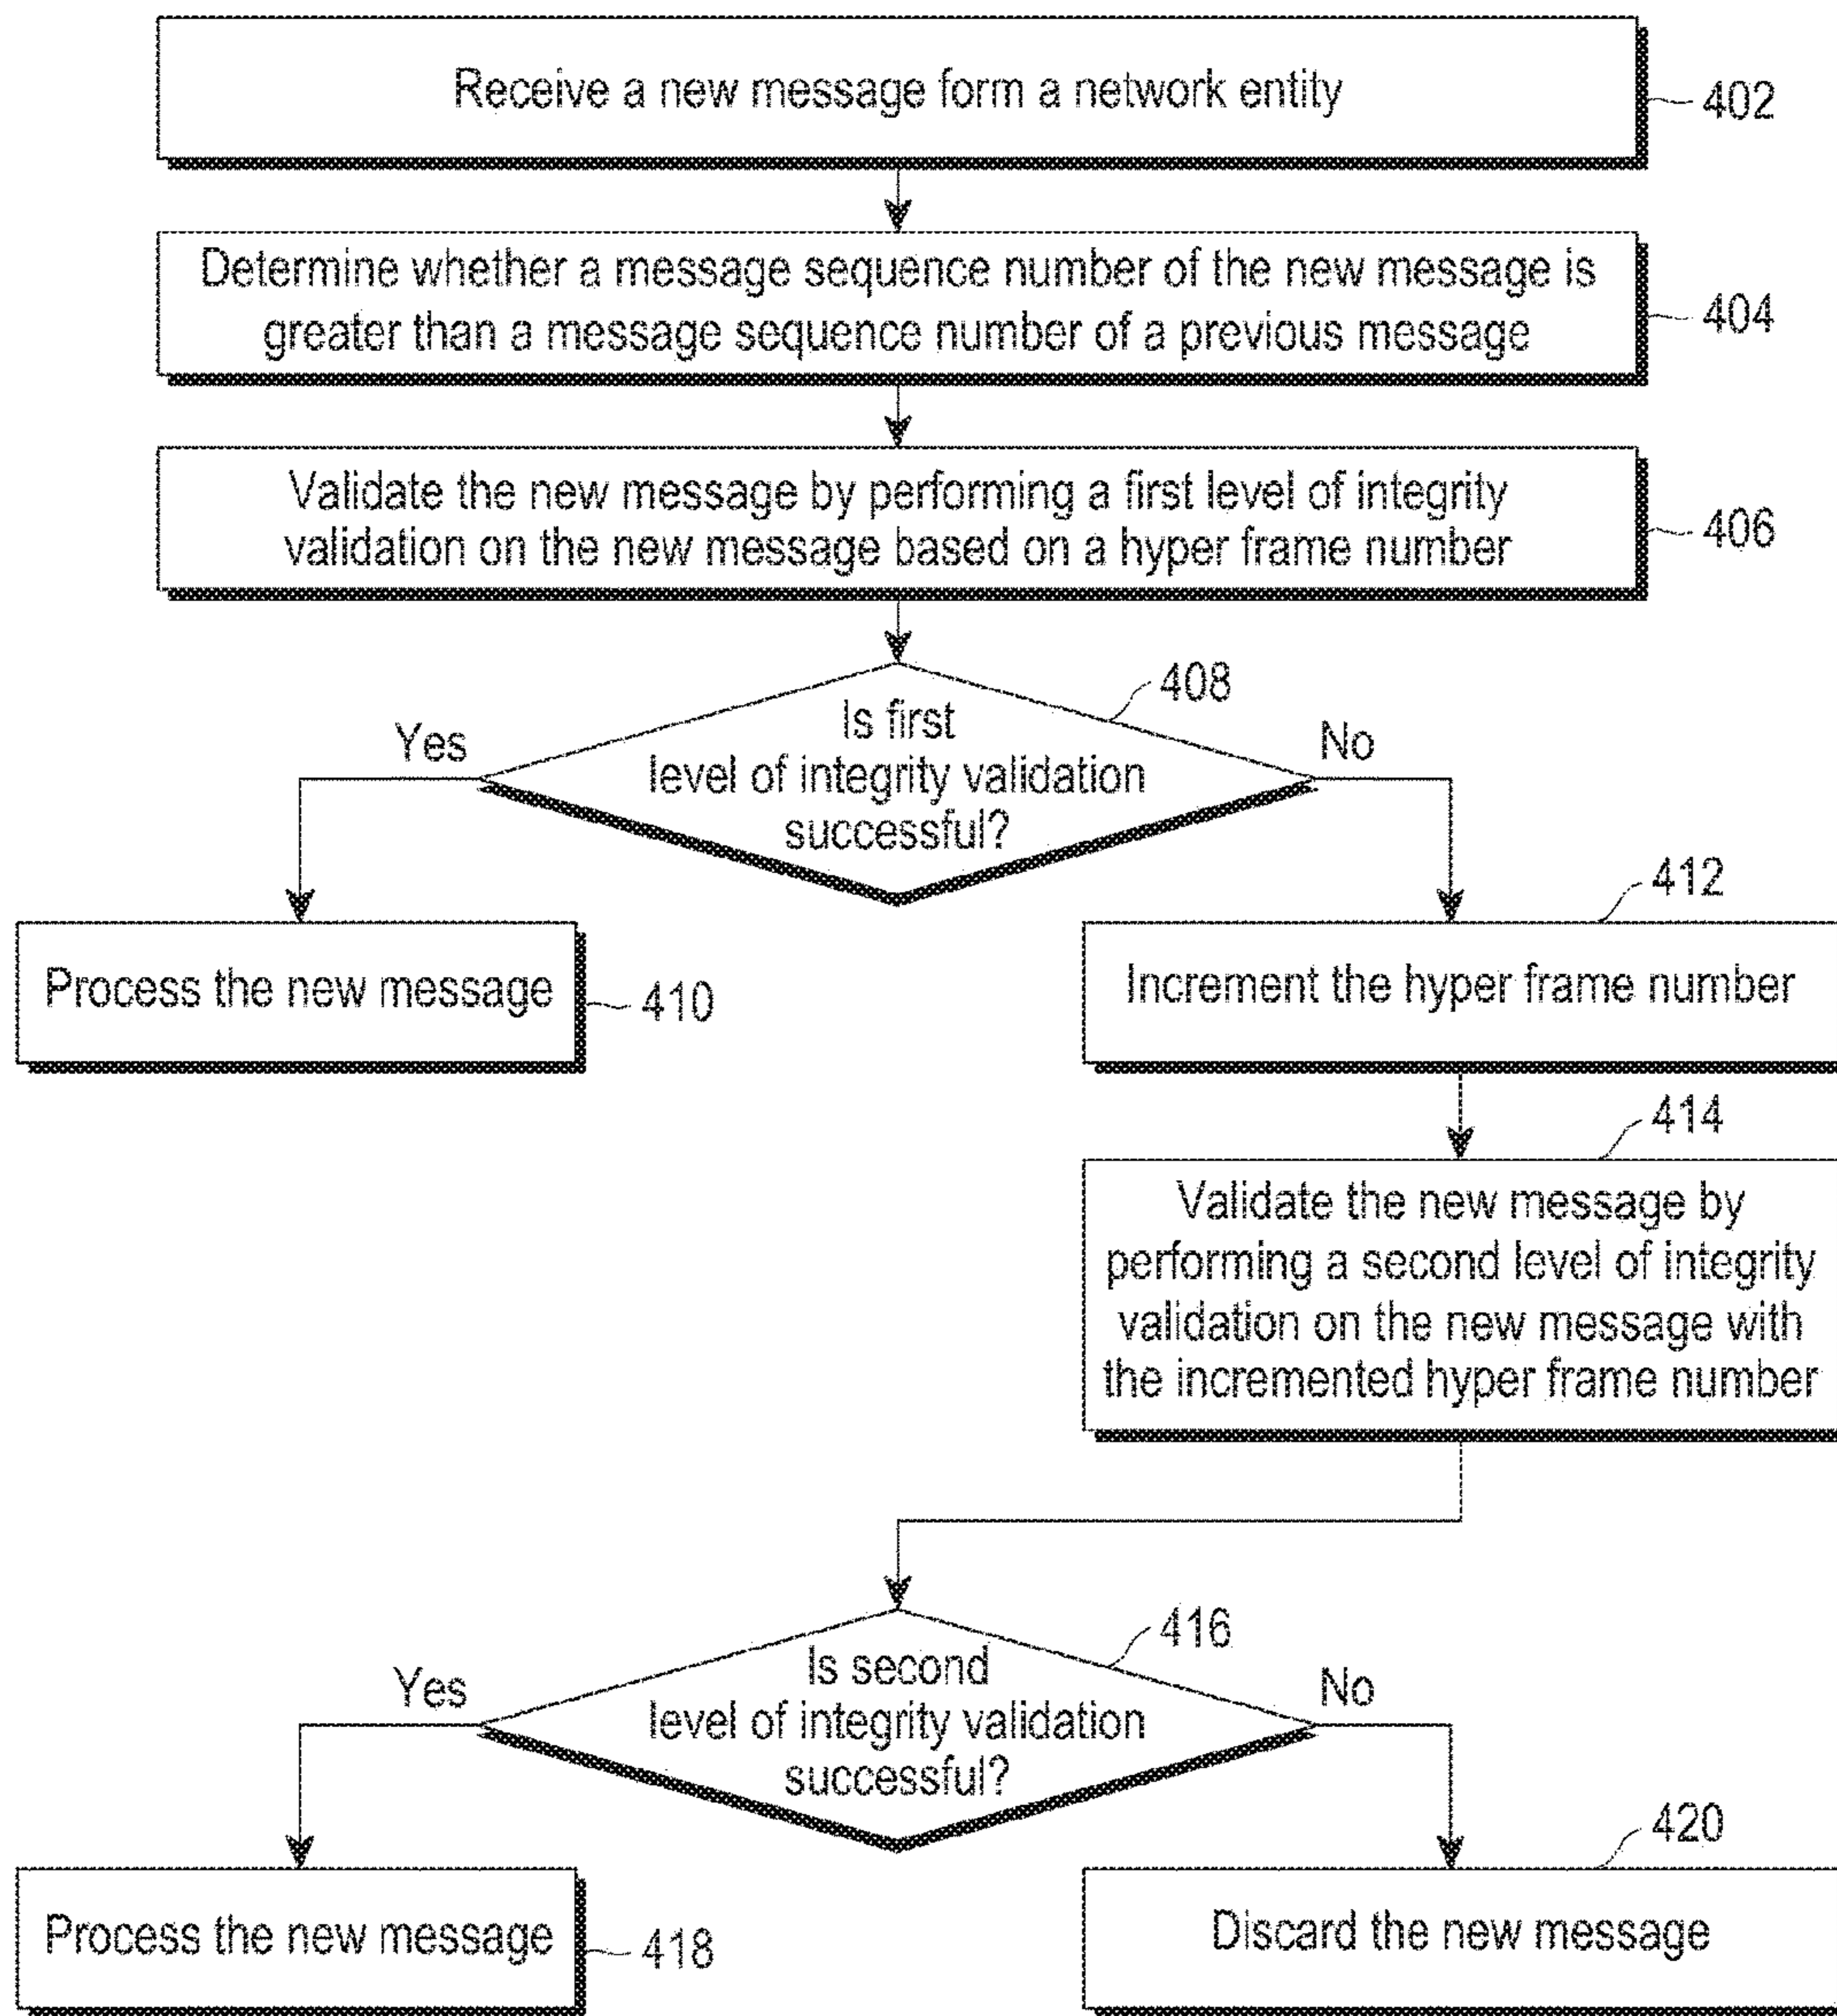 Receive a new message form a network entity
402
Determine whether a message sequence number of the new message is
greater than a message sequence number of a previous message
404
Validate the new message by performing a first level of integrity
validation on the new message based on a hyper frame number
406
408
Is first
level of integrity validation
successful?
Yes
No
Process the new message
410
412
Increment the hyper frame number
414
Validate the new message by
performing a second level of integrity
validation on the new message with
the incremented hyper frame number
416
Is second
level of integrity validation
successful?
Yes
No
Process the new message
418
420
Discard the new message